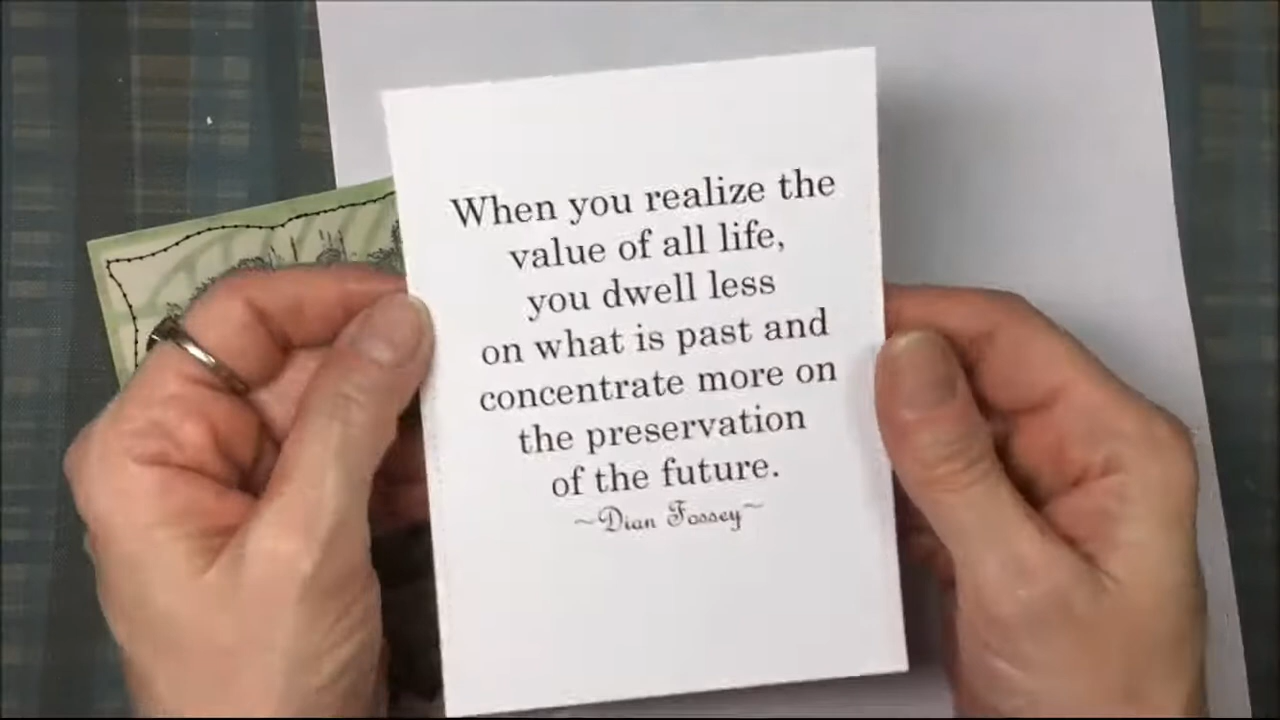 When you realize the
value of all life,
you dwell less
on what is past and
concentrate more on
the preservation
of the future.
~Dian Fossey~